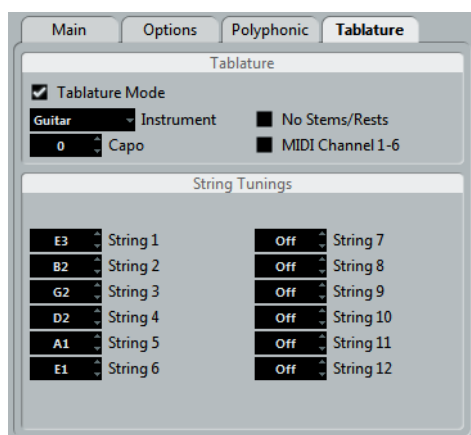 Main Options Polyphonic Tablature
Tablature
Tablature Mode
Guitar Instrument No Stems/Rests
0 Capo MIDI Channel 1-6
String Tunings
E3 String 1 Off String 7
B2 String 2 Off String 8
G2 String 3 Off String 9
D2 String 4 Off String 10
A1 String 5 Off String 11
E1 String 6 Off String 12